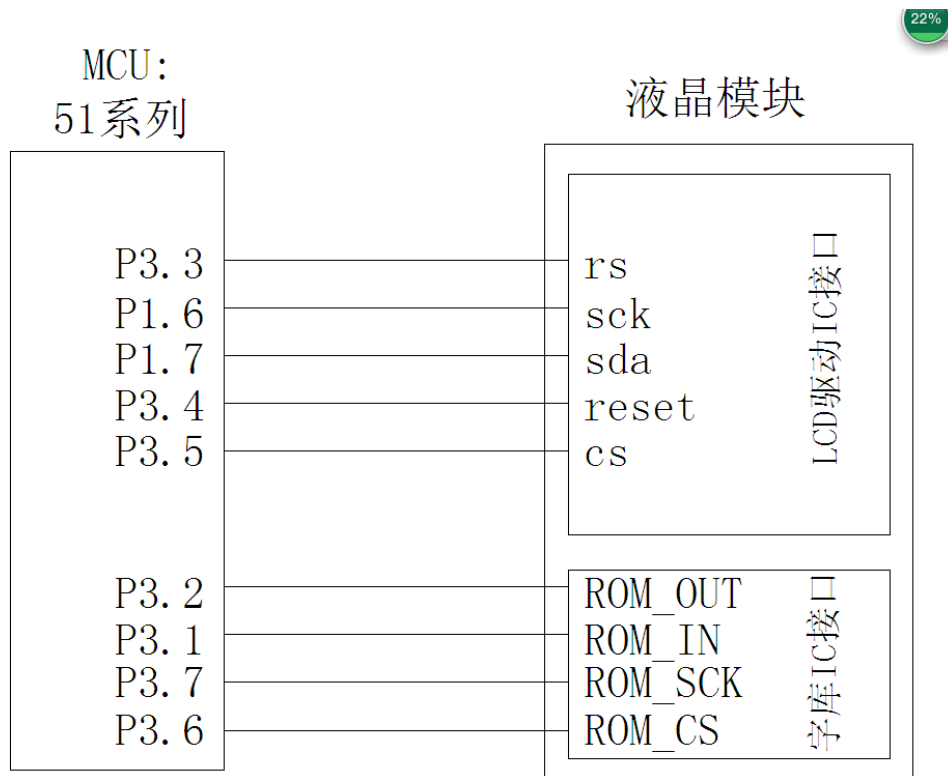 22%
MCU:
51系列
液晶模块
P3.3
P1.6
P1.7
P3.4
P3.5
P3.2
P3.1
P3.7
P3.6
rs
sck
sda
reset
cs
LCD驱动IC接口
ROM_OUT
ROM_IN
ROM_SCK
ROM_CS
字库IC接口